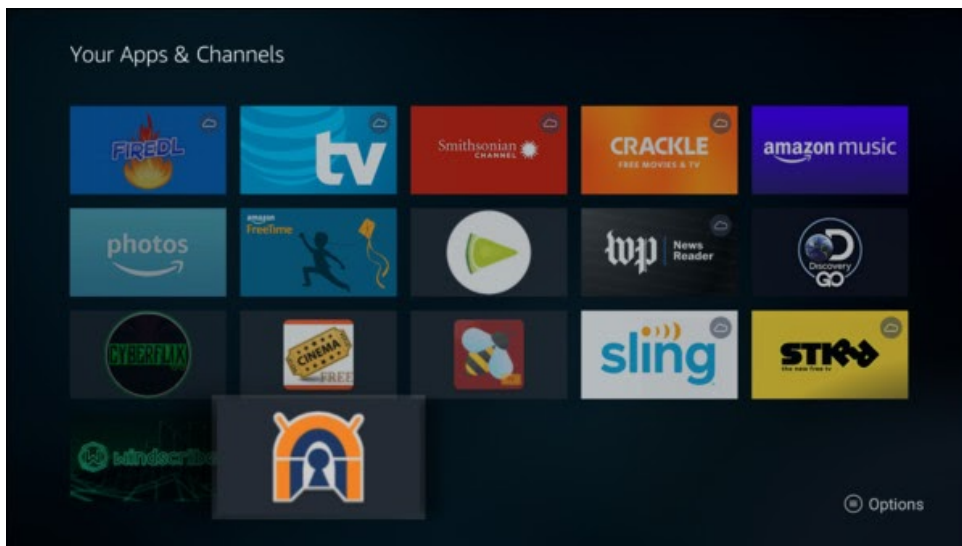 Your Apps & Channels
FIREDL
tv
Smithsonian
CHANNEL
CRACKLE
FREE MOVIES & TV
amazon music
photos
amazon
FreeTime
wp
News
Reader
Discovery
GO
CYBERFLIX
CINEMA
FREE
sling
STIRR
the new free tv
windscribe
Options